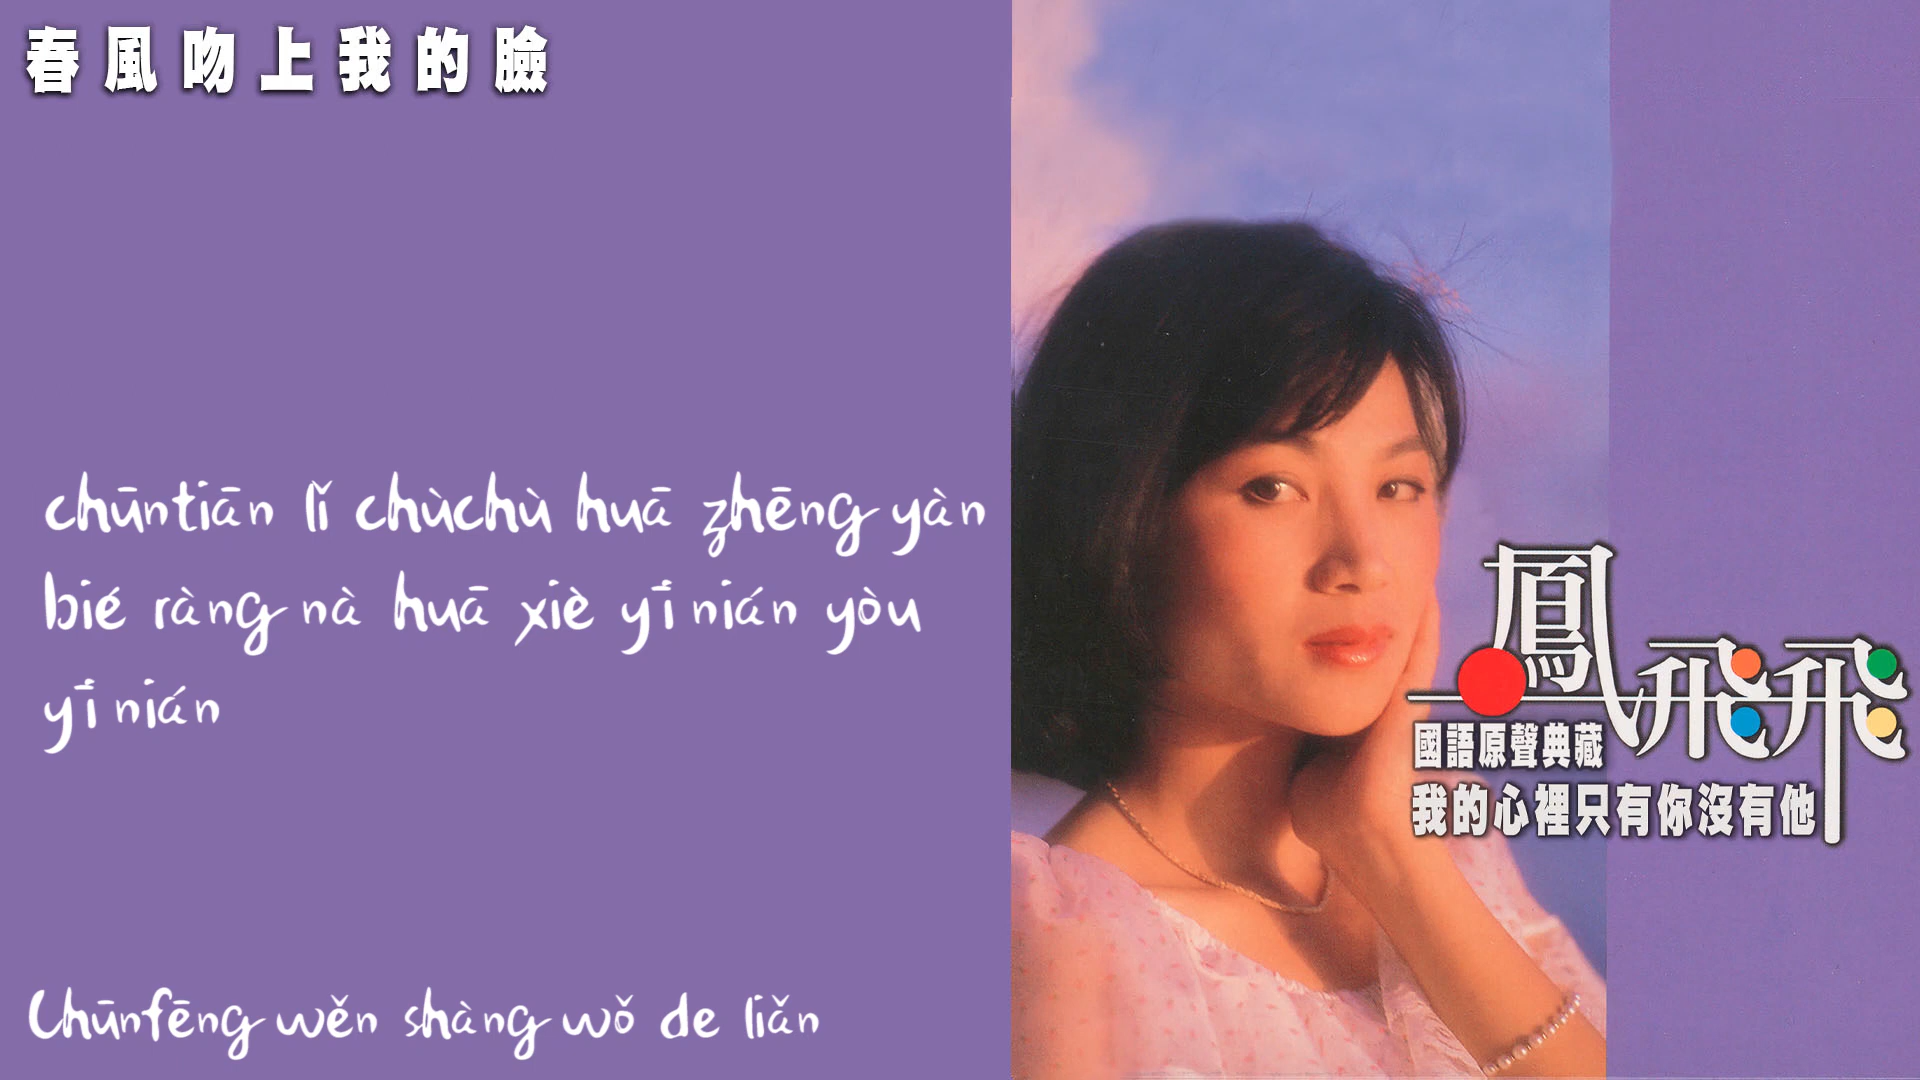 春風吻上我的臉
chūntiān lǐ chùchù huā zhēng yàn
bié ràng nà huā xiè yī nián yòu
yī nián
Chūnfēng wěn shàng wǒ de liǎn
鳳飛飛
國語原聲典藏
我的心裡只有你沒有他